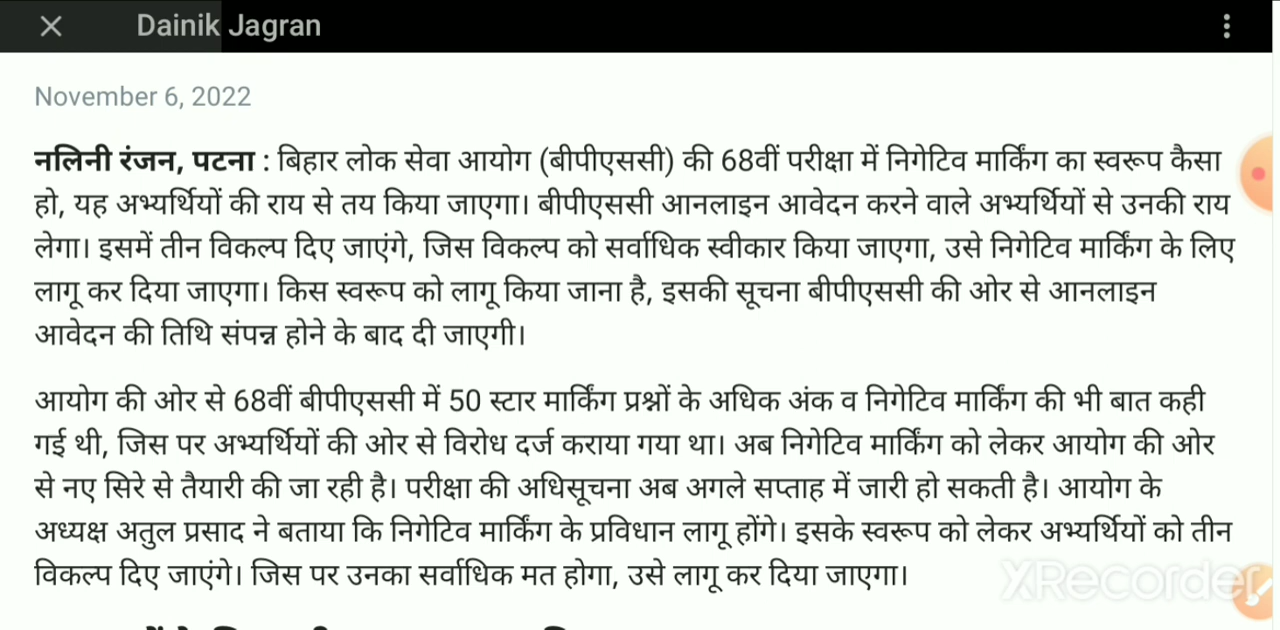 Dainik Jagran
November 6, 2022
नलिनी रंजन, पटना : बिहार लोक सेवा आयोग (बीपीएससी) की 68वीं परीक्षा में निगेटिव मार्किंग का स्वरूप कैसा
हो, यह अभ्यर्थियों की राय से तय किया जाएगा। बीपीएससी आनलाइन आवेदन करने वाले अभ्यर्थियों से उनकी राय
लेगा। इसमें तीन विकल्प दिए जाएंगे, जिस विकल्प को सर्वाधिक स्वीकार किया जाएगा, उसे निगेटिव मार्किंग के लिए
लागू कर दिया जाएगा। किस स्वरूप को लागू किया जाना है, इसकी सूचना बीपीएससी की ओर से आनलाइन
आवेदन की तिथि संपन्न होने के बाद दी जाएगी।
आयोग की ओर से 68वीं बीपीएससी में 50 स्टार मार्किंग प्रश्नों के अधिक अंक व निगेटिव मार्किंग की भी बात कही
गई थी, जिस पर अभ्यर्थियों की ओर से विरोध दर्ज कराया गया था। अब निगेटिव मार्किंग को लेकर आयोग की ओर
से नए सिरे से तैयारी की जा रही है। परीक्षा की अधिसूचना अब अगले सप्ताह में जारी हो सकती है। आयोग के
अध्यक्ष अतुल प्रसाद ने बताया कि निगेटिव मार्किंग के प्रविधान लागू होंगे। इसके स्वरूप को लेकर अभ्यर्थियों को तीन
विकल्प दिए जाएंगे। जिस पर उनका सर्वाधिक मत होगा, उसे लागू कर दिया जाएगा।
XRecorder